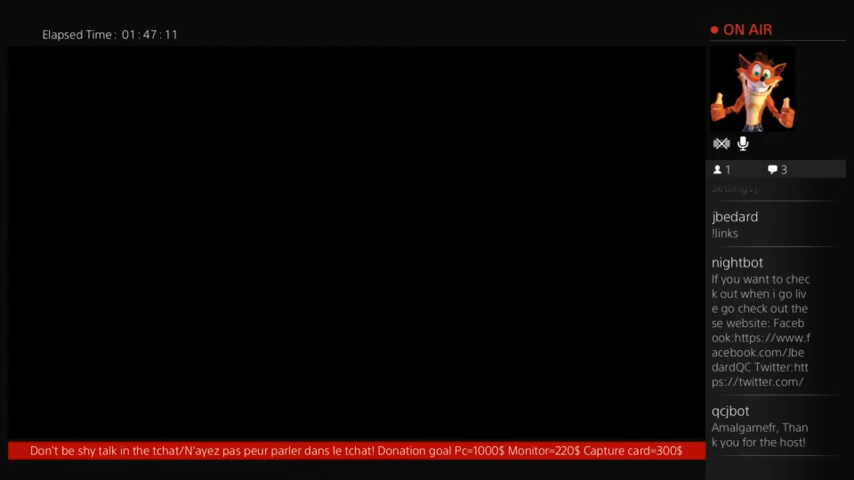 Elapsed Time: 01:47:11
ON AIR
1 3
Settings].
jbedard
!links
nightbot
If you want to chec
k out when i go liv
e go check out the
se website: Faceb
ook:https://www.f
acebook.com/Jbe
dardQC Twitter:htt
ps://twitter.com/
qcjbot
Amalgamefr, Than
k you for the host!
Don't be shy talk in the tchat/N'ayez pas peur parler dans le tchat! Donation goal Pc=1000$ Monitor=220$ Capture card=300$